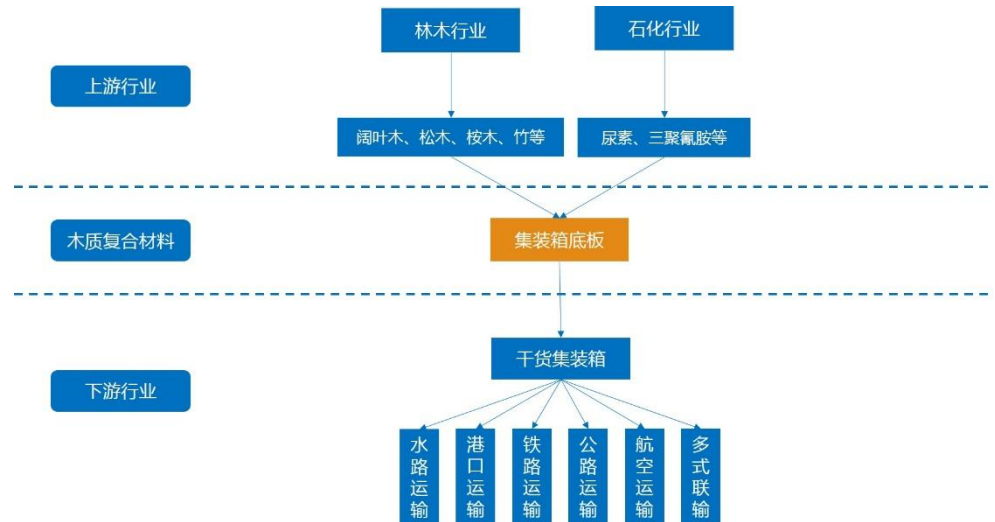 林木行业
石化行业
上游行业
阔叶木、松木、桉木、竹等
尿素、三聚氰胺等
木质复合材料
集装箱底板
干货集装箱
下游行业
水路运输
港口运输
铁路运输
公路运输
航空运输
多式联输